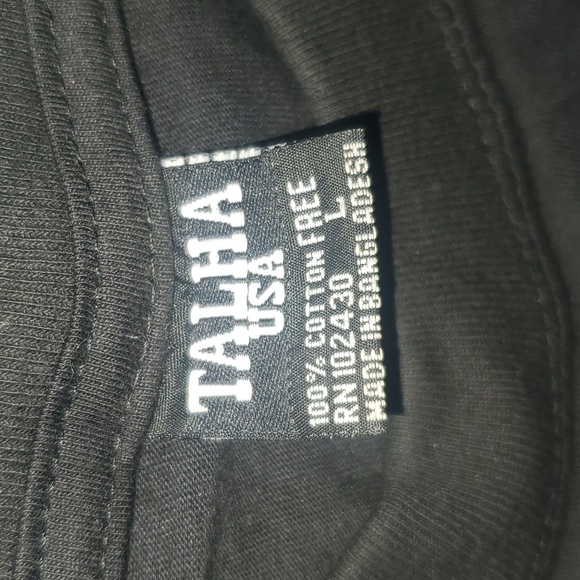 TALHA
USA
100% COTTON FREE
L
RN 102430
MADE IN BANGLADESH